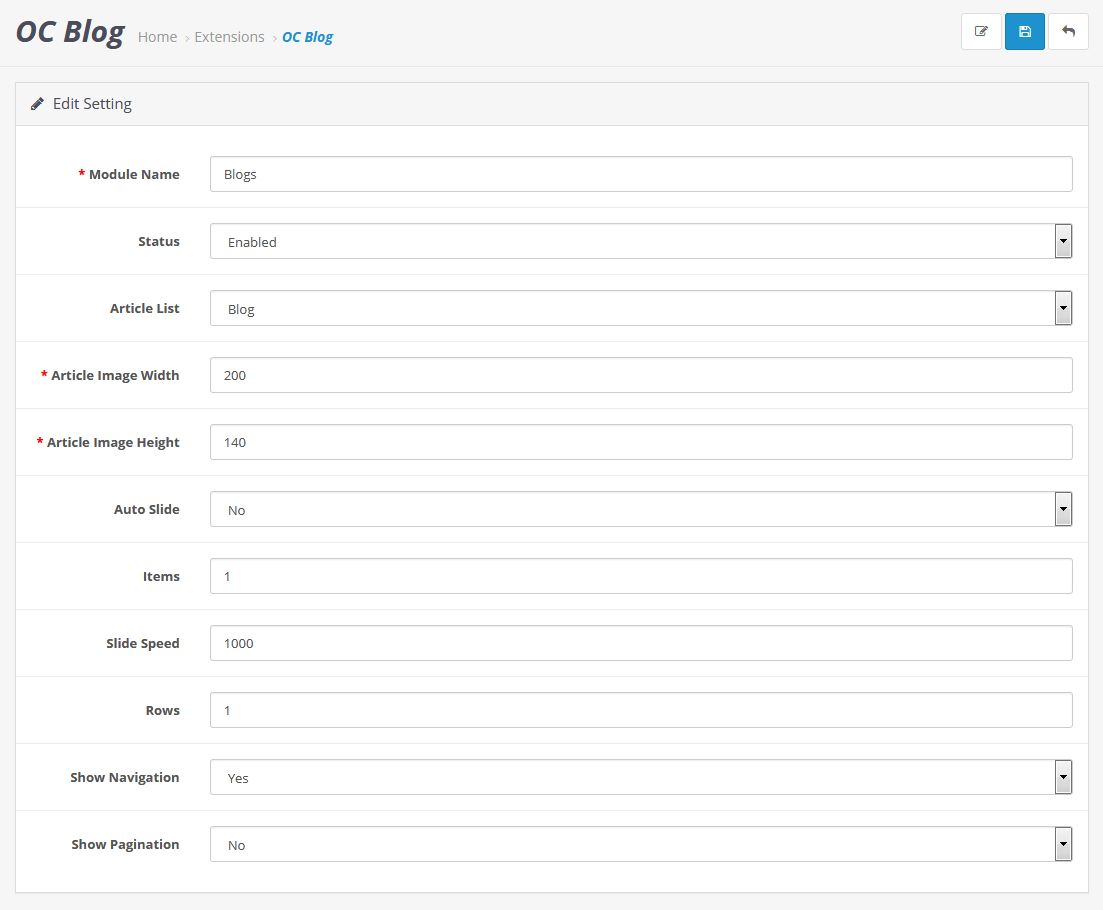 OC Blog Home › Extensions › OC Blog
Edit Setting
* Module Name Blogs
Status Enabled
Article List Blog
* Article Image Width 200
* Article Image Height 140
Auto Slide No
Items 1
Slide Speed 1000
Rows 1
Show Navigation Yes
Show Pagination No